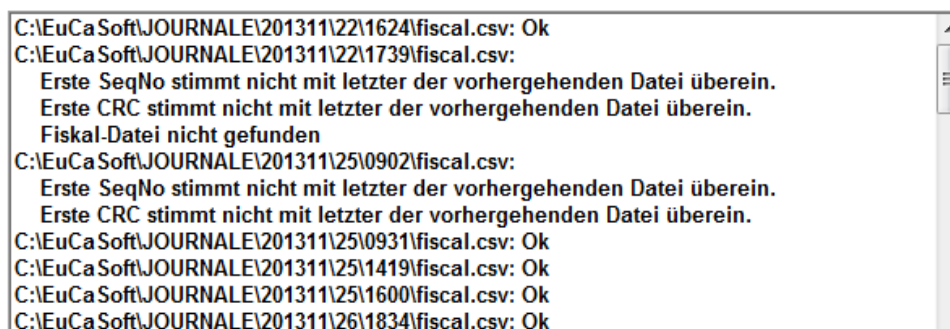 C:\EuCaSoft\JOURNALE\201311\22\1624\fiscal.csv: Ok
C:\EuCaSoft\JOURNALE\201311\22\1739\fiscal.csv:
Erste SeqNo stimmt nicht mit letzter der vorhergehenden Datei überein.
Erste CRC stimmt nicht mit letzter der vorhergehenden Datei überein.
Fiskal-Datei nicht gefunden
C:\EuCaSoft\JOURNALE\201311\25\0902\fiscal.csv:
Erste SeqNo stimmt nicht mit letzter der vorhergehenden Datei überein.
Erste CRC stimmt nicht mit letzter der vorhergehenden Datei überein.
C:\EuCaSoft\JOURNALE\201311\25\0931\fiscal.csv: Ok
C:\EuCaSoft\JOURNALE\201311\25\1419\fiscal.csv: Ok
C:\EuCaSoft\JOURNALE\201311\25\1600\fiscal.csv: Ok
C:\EuCaSoft\JOURNALE\201311\26\1834\fiscal.csv: Ok